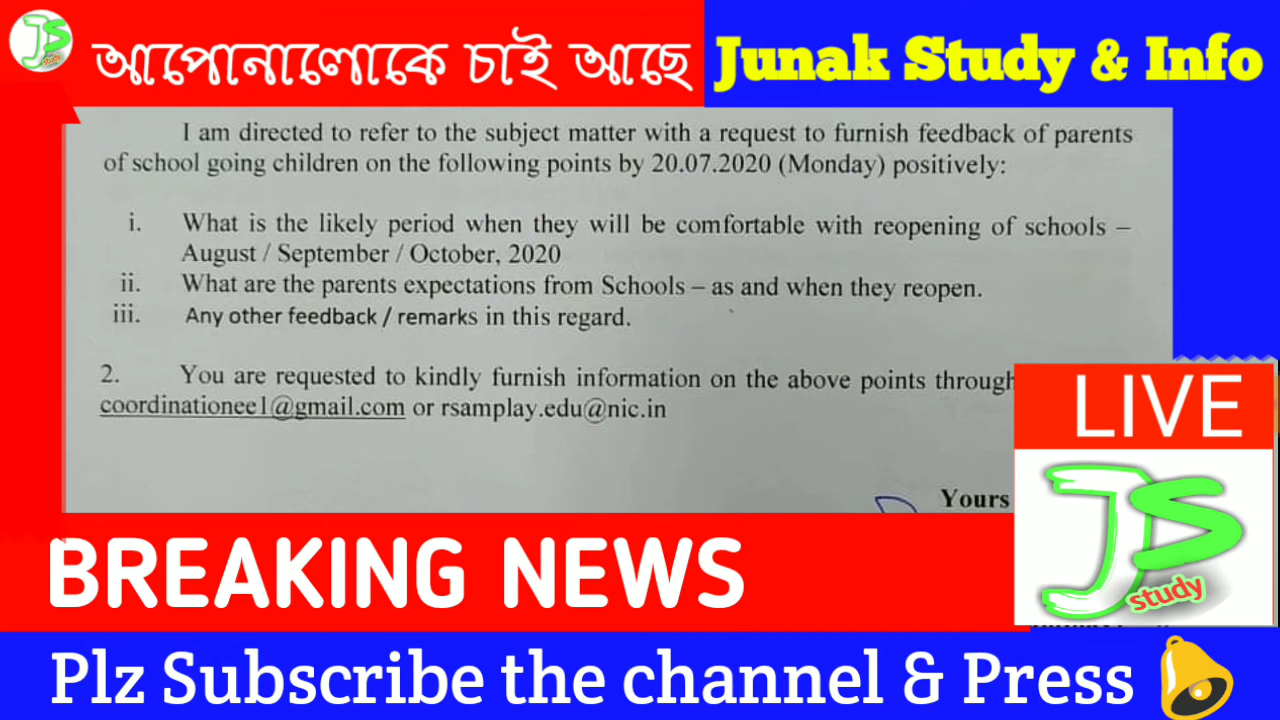 JS
study
আপোনালোকে চাই আছে
Junak Study & Info
I am directed to refer to the subject matter with a request to furnish feedback of parents
of school going children on the following points by 20.07.2020 (Monday) positively:
i. What is the likely period when they will be comfortable with reopening of schools –
August / September / October, 2020
ii. What are the parents expectations from Schools – as and when they reopen.
iii. Any other feedback / remarks in this regard.
2. You are requested to kindly furnish information on the above points through
coordinationee1@gmail.com or rsamplay.edu@nic.in
Yours
LIVE
JS
study
BREAKING NEWS
Plz Subscribe the channel & Press